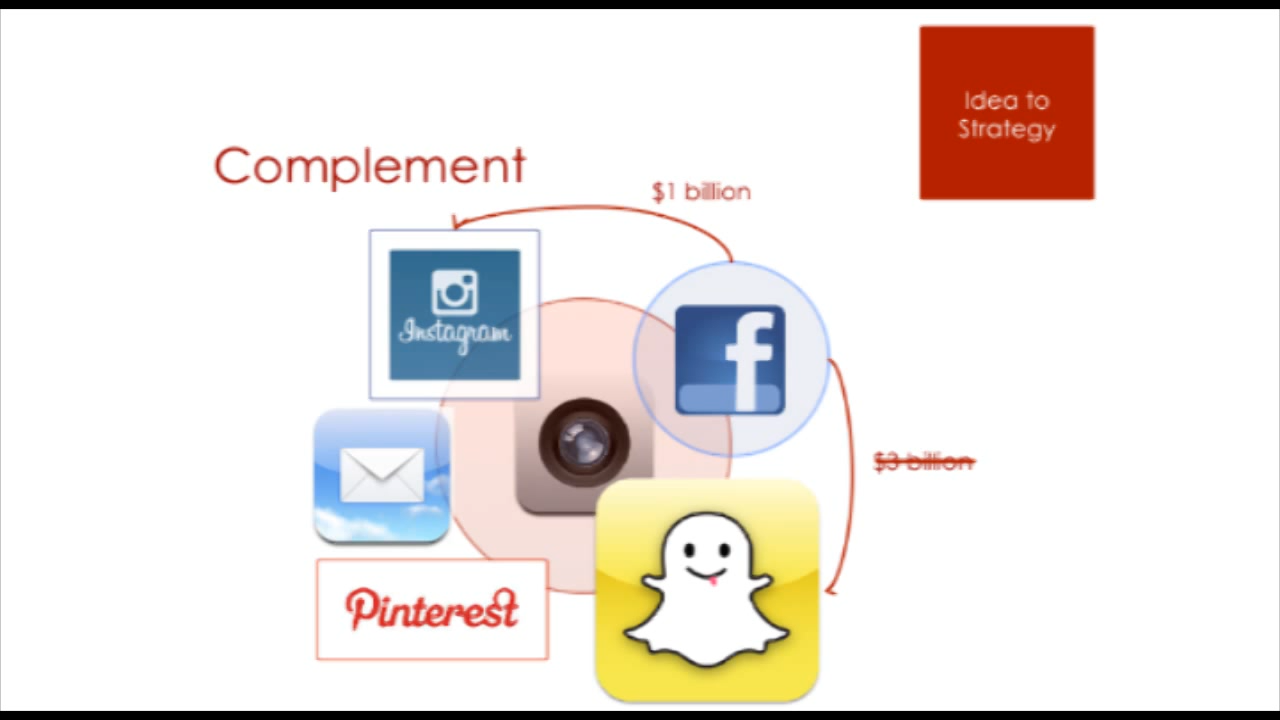 Idea to
Strategy
Complement
$1 billion
Instagram
f
$3 billion
Pinterest